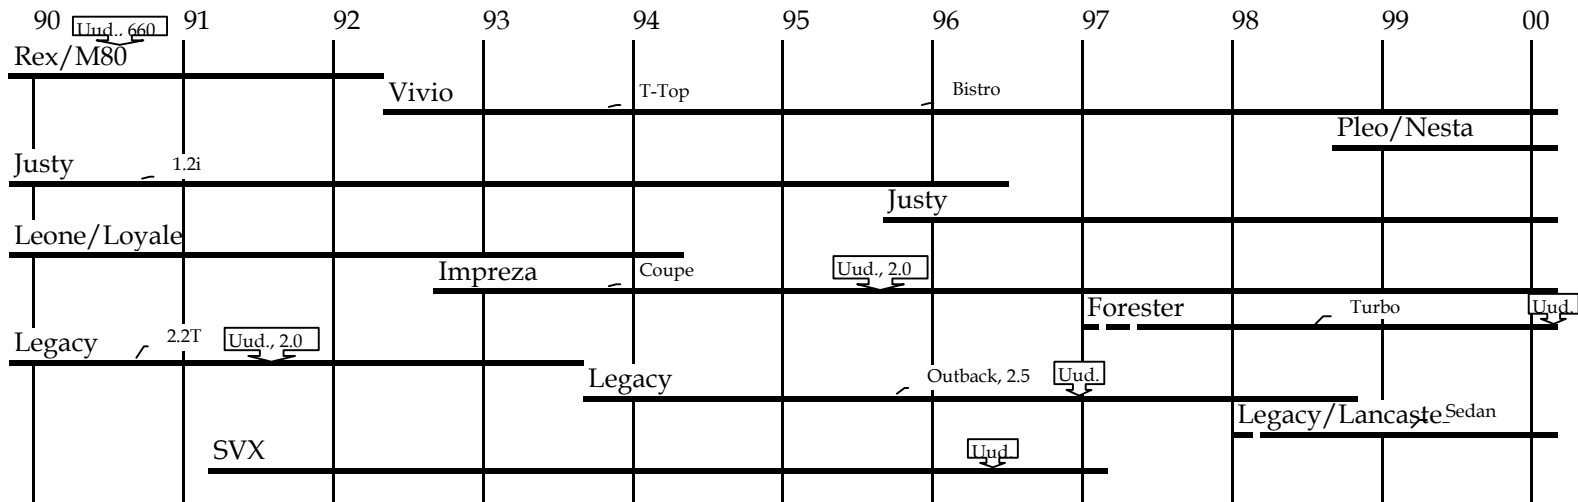 90 91 92 93 94 95 96 97 98 99 00
Uud., 660
Rex/M80
Vivio T-Top Bistro
Pleo/Nesta
Justy 1.2i
Justy
Leone/Loyale
Impreza Coupe Uud., 2.0
Forester Turbo Uud.
Legacy 2.2T Uud., 2.0
Legacy Outback, 2.5 Uud.
Legacy/Lancaste Sedan
SVX Uud.